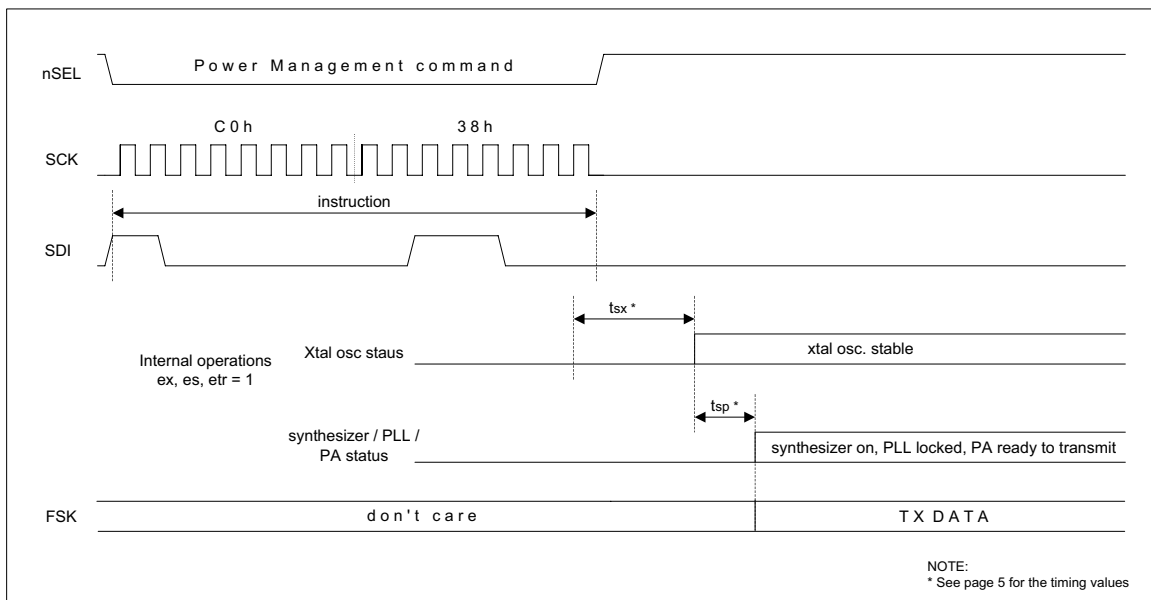 nSEL
Power Management command
C0h
38h
SCK
instruction
SDI
tsx *
Internal operations
ex, es, etr = 1
Xtal osc staus
xtal osc. stable
tsp *
synthesizer / PLL /
PA status
synthesizer on, PLL locked, PA ready to transmit
FSK
don't care
TX DATA
NOTE:
* See page 5 for the timing values